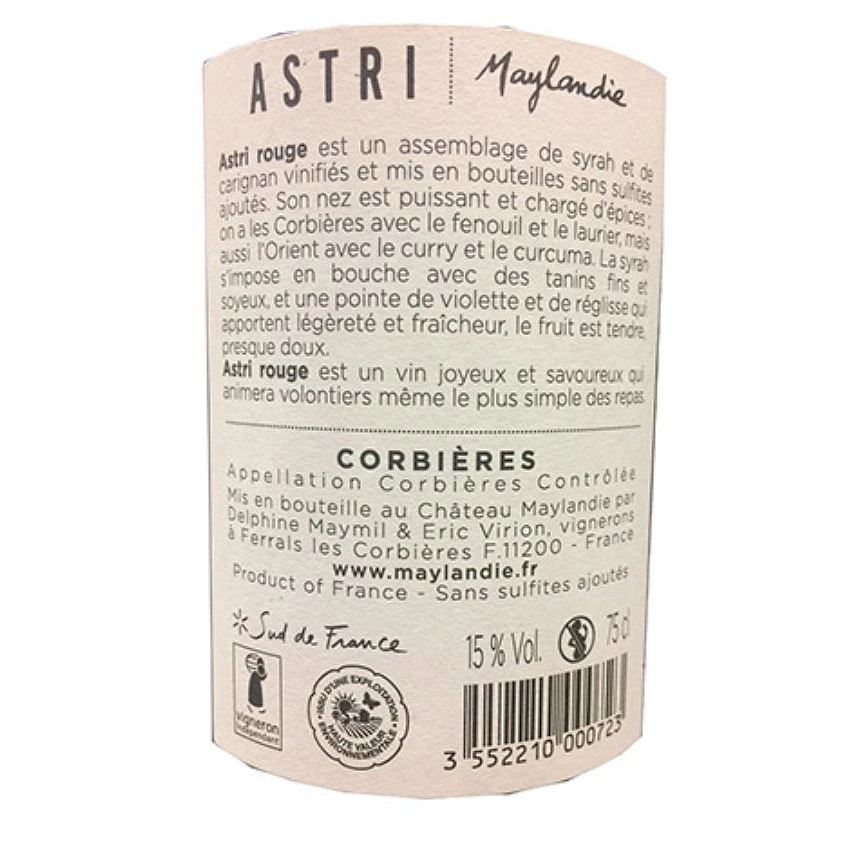 ASTRI Maylandie
Astri rouge est un assemblage de syrah et de
carignan vinifiés et mis en bouteilles sans sulfites
ajoutés. Son nez est puissant et chargé d'épices :
on a les Corbières avec le fenouil et le laurier, mais
aussi l'Orient avec le curry et le curcuma. La syrah
s'impose en bouche avec des tanins fins et
soyeux, et une pointe de violette et de réglisse qui
apportent légèreté et fraîcheur, le fruit est tendre,
presque doux.
Astri rouge est un vin joyeux et savoureux qui
animera volontiers même le plus simple des repas.
CORBIÈRES
Appellation Corbières Contrôlée
Mis en bouteille au Château Maylandie par
Delphine Maymil & Eric Virion, vignerons
à Ferrals les Corbières F.11200 - France
www.maylandie.fr
Product of France - Sans sulfites ajoutés
Sud de France
15 % Vol. 75 cl
vigneron
indépendant
ISSU D'UNE EXPLOITATION
HAUTE VALEUR
ENVIRONNEMENTALE
3 552210 000723